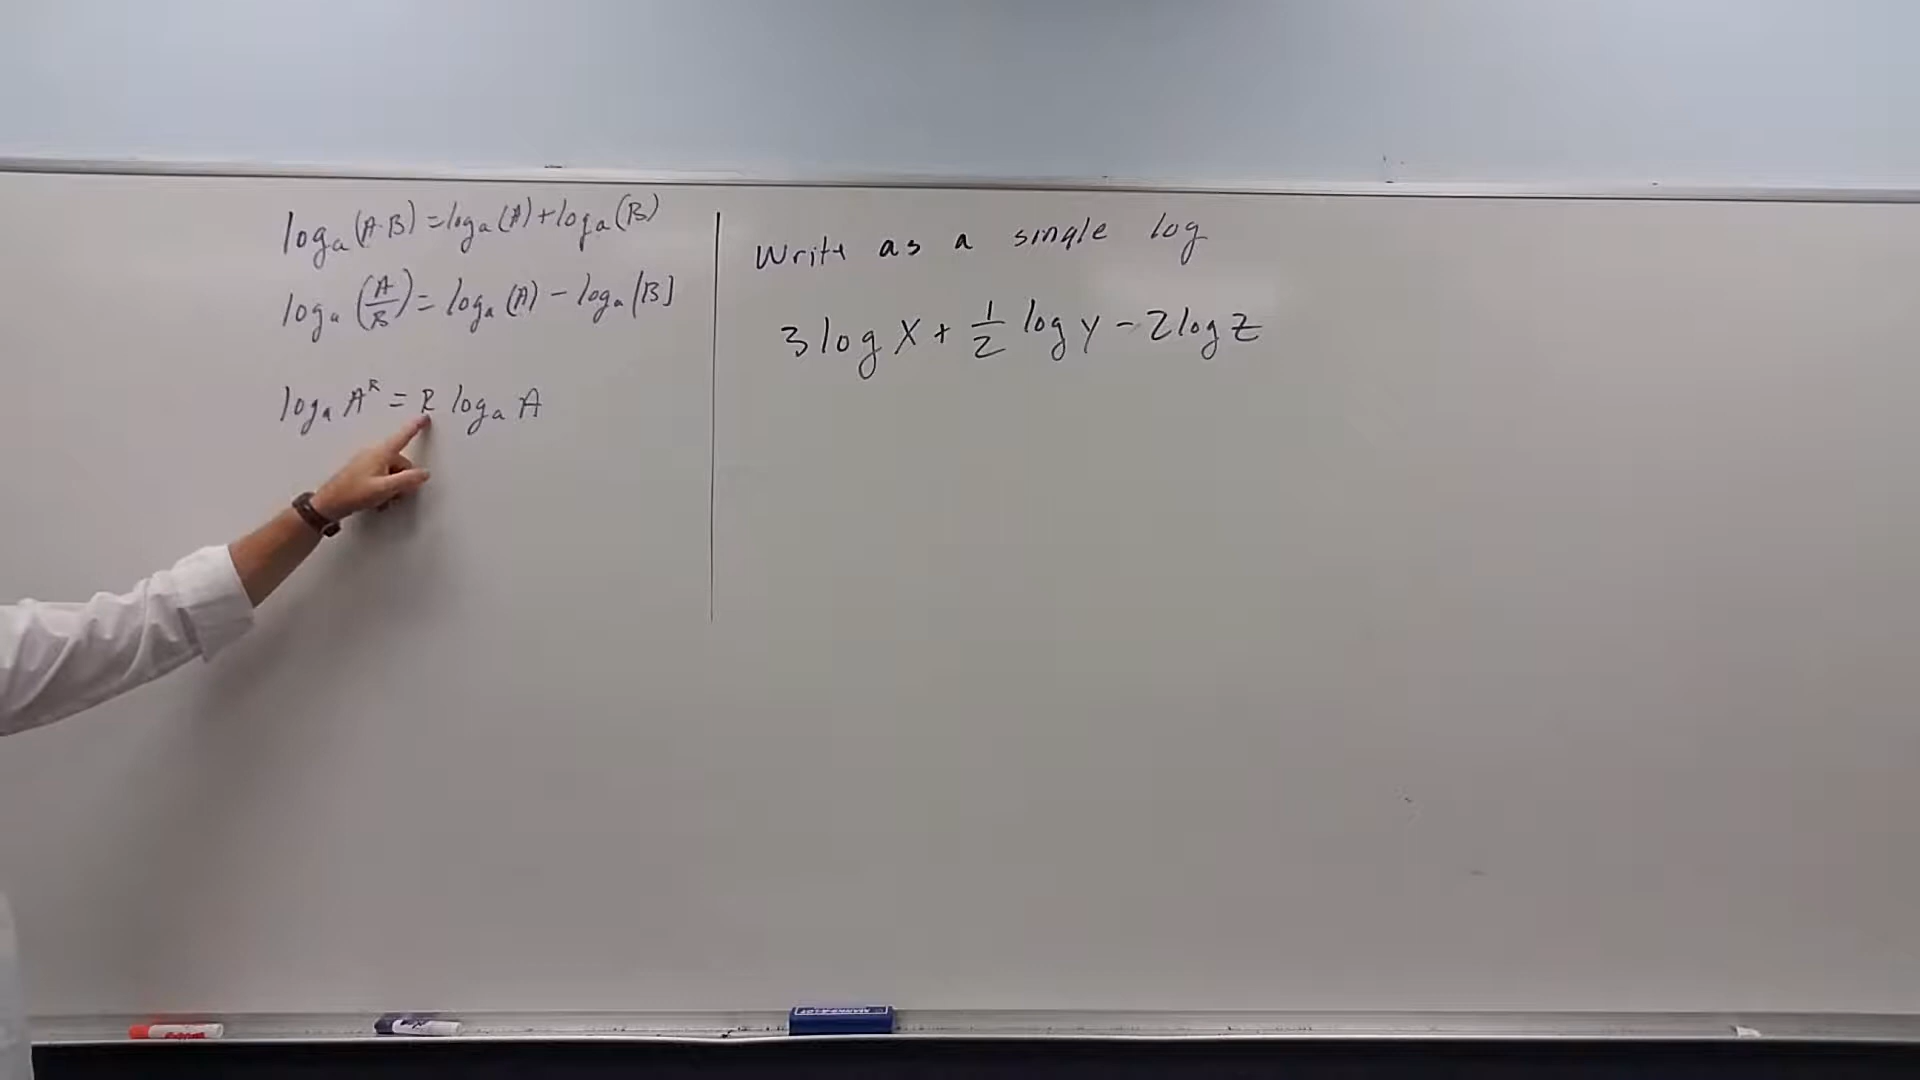 logₐ(A·B) = logₐ(A) + logₐ(B)
logₐ(A/B) = logₐ(A) - logₐ(B)
logₐ Aᴿ = R logₐ A
Write as a single log
3 log x + 1/2 log y - 2 log z